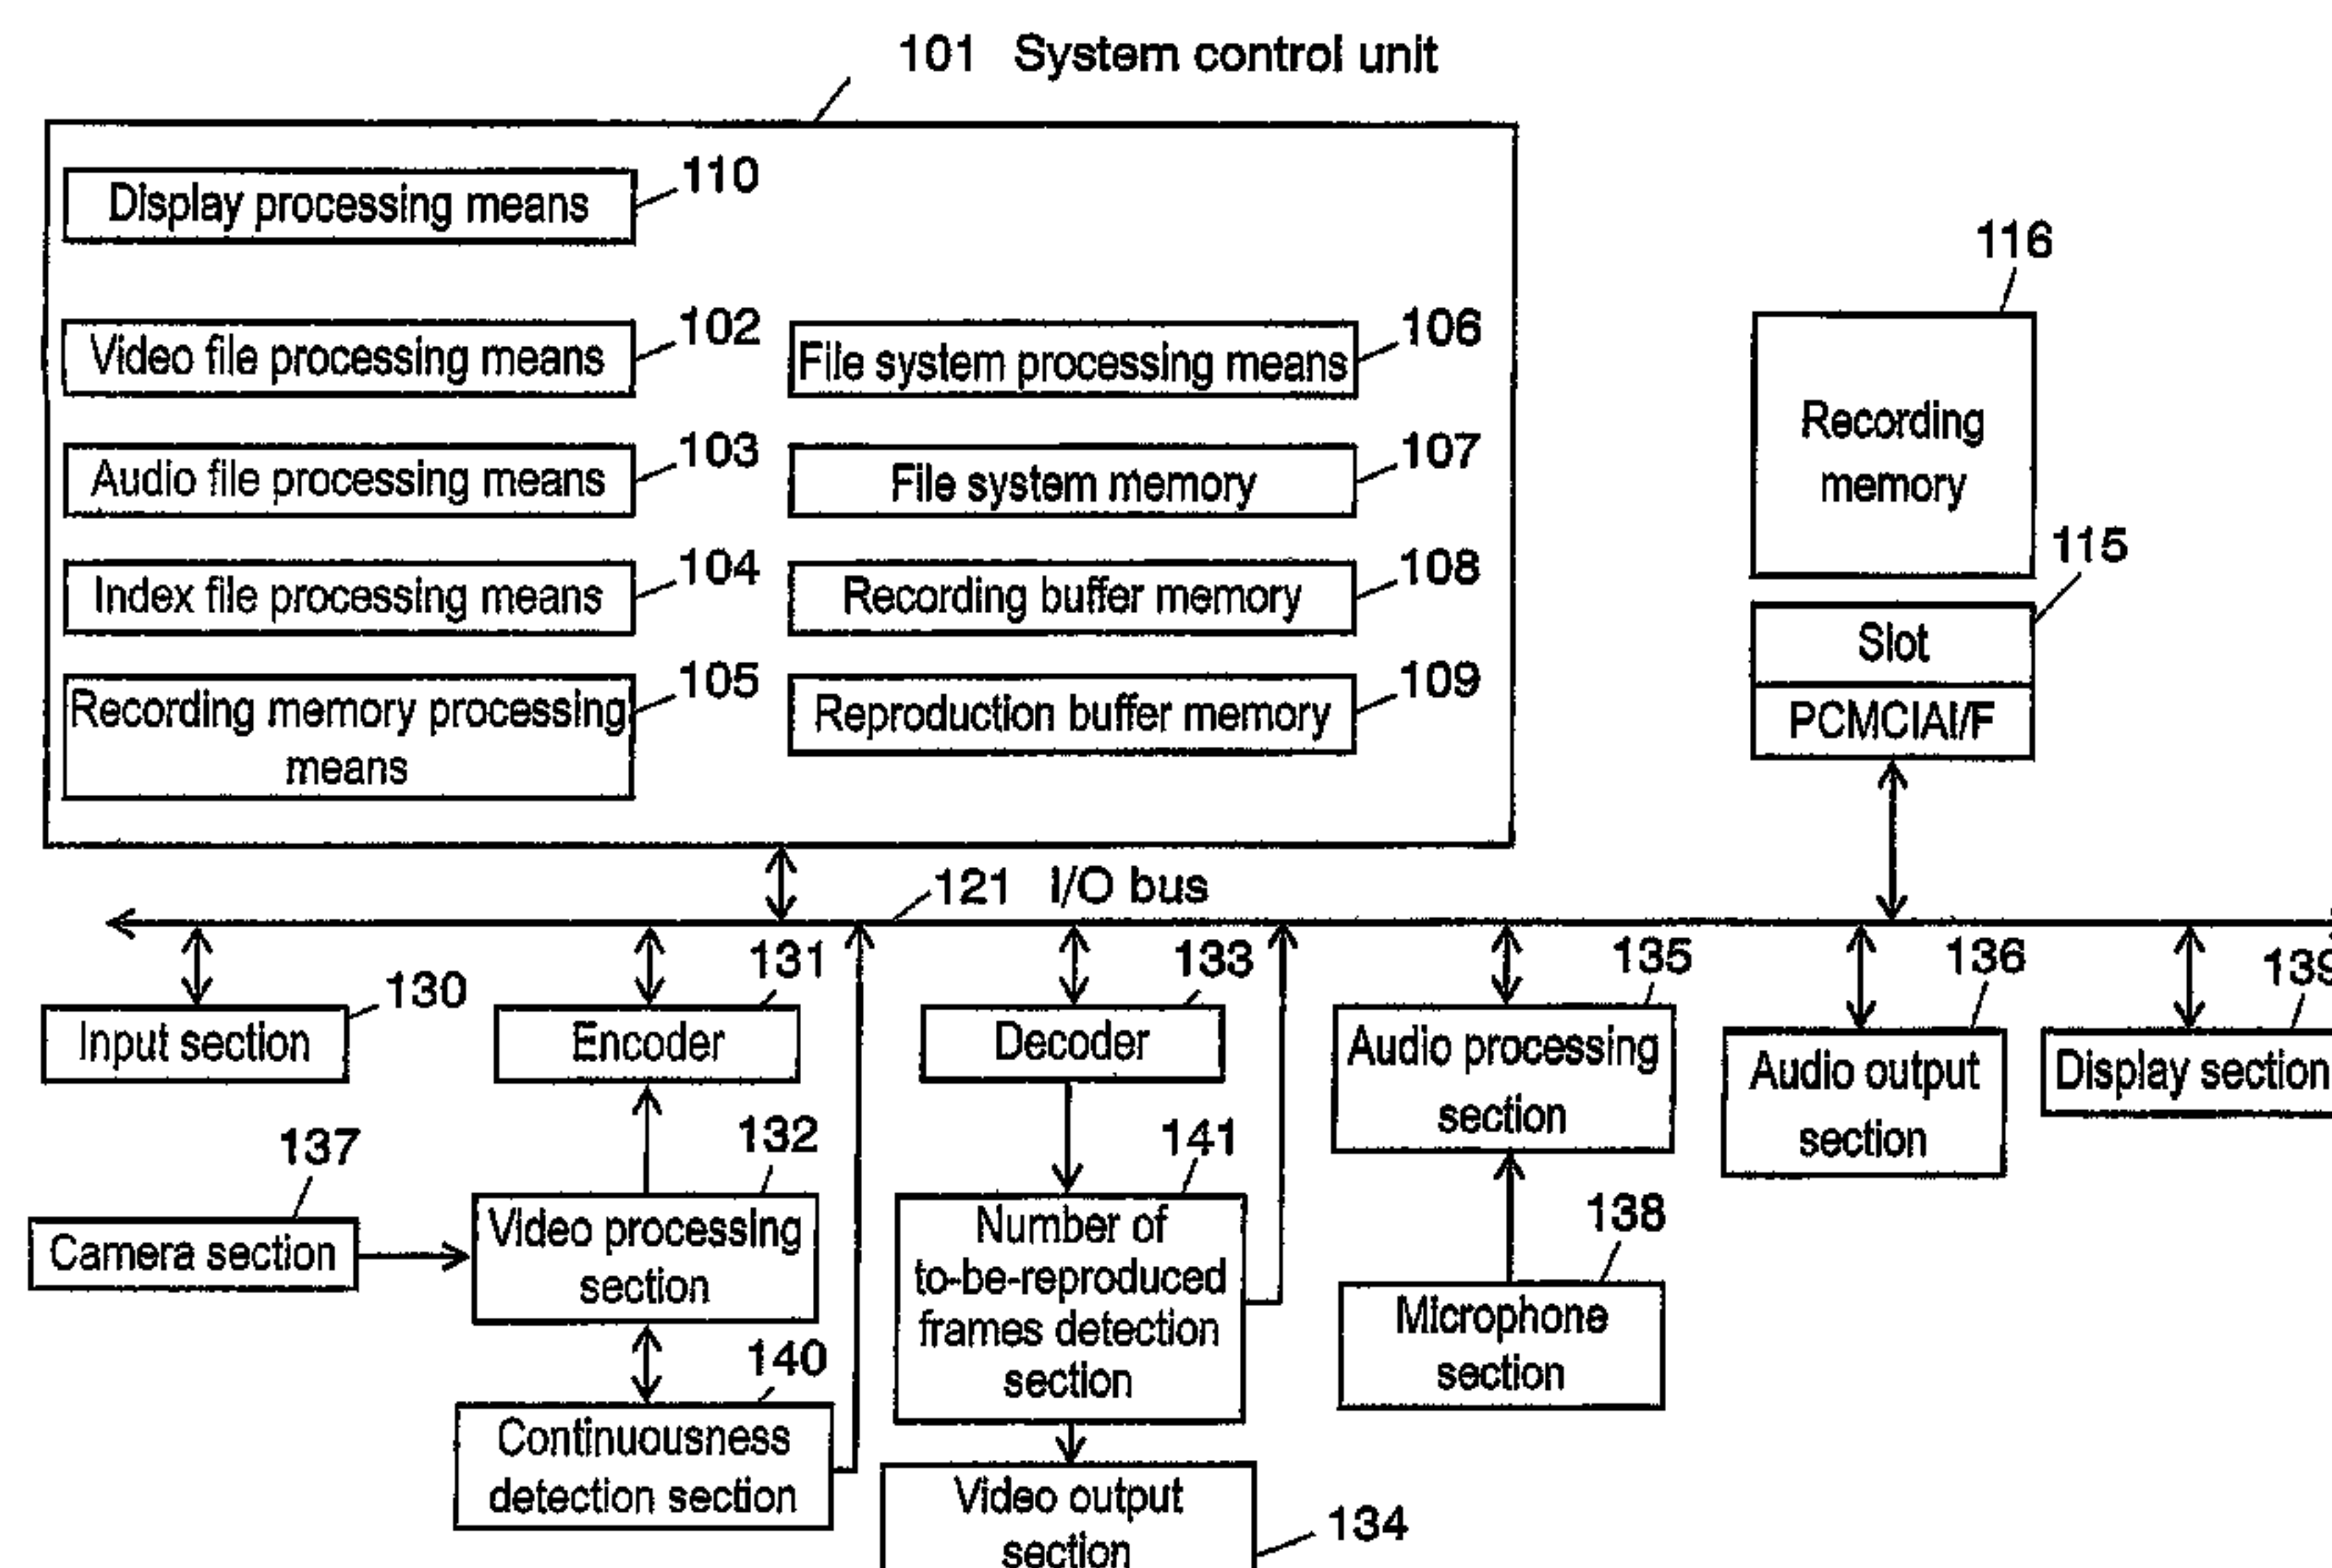 101 System control unit
110
Display processing means
102
Video file processing means
106
File system processing means
103
Audio file processing means
107
File system memory
104
Index file processing means
108
Recording buffer memory
105
Recording memory processing
means
109
Reproduction buffer memory
116
Recording
memory
115
Slot
PCMCIAI/F
121 I/O bus
130
Input section
131
Encoder
133
Decoder
135
Audio processing
section
136
Audio output
section
139
Display section
137
Camera section
132
Video processing
section
141
Number of
to-be-reproduced
frames detection
section
138
Microphone
section
140
Continuousness
detection section
Video output
section
134